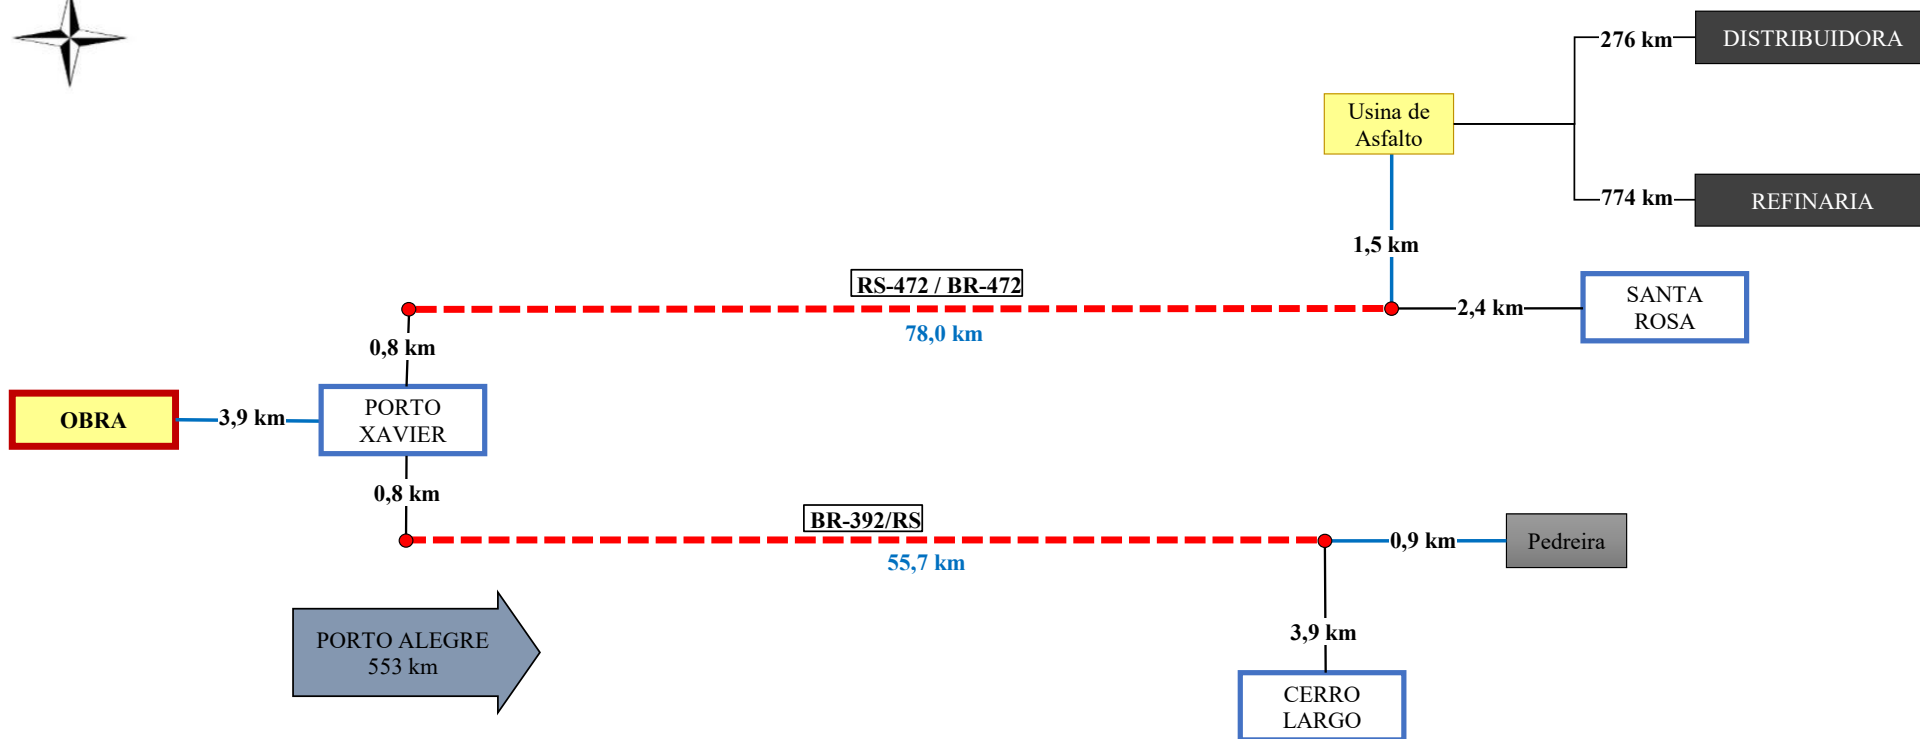 276 km
DISTRIBUIDORA
Usina de
Asfalto
774 km
REFINARIA
1,5 km
RS-472 / BR-472
78,0 km
2,4 km
SANTA
ROSA
0,8 km
OBRA
3,9 km
PORTO
XAVIER
0,8 km
BR-392/RS
55,7 km
0,9 km
Pedreira
PORTO ALEGRE
553 km
3,9 km
CERRO
LARGO